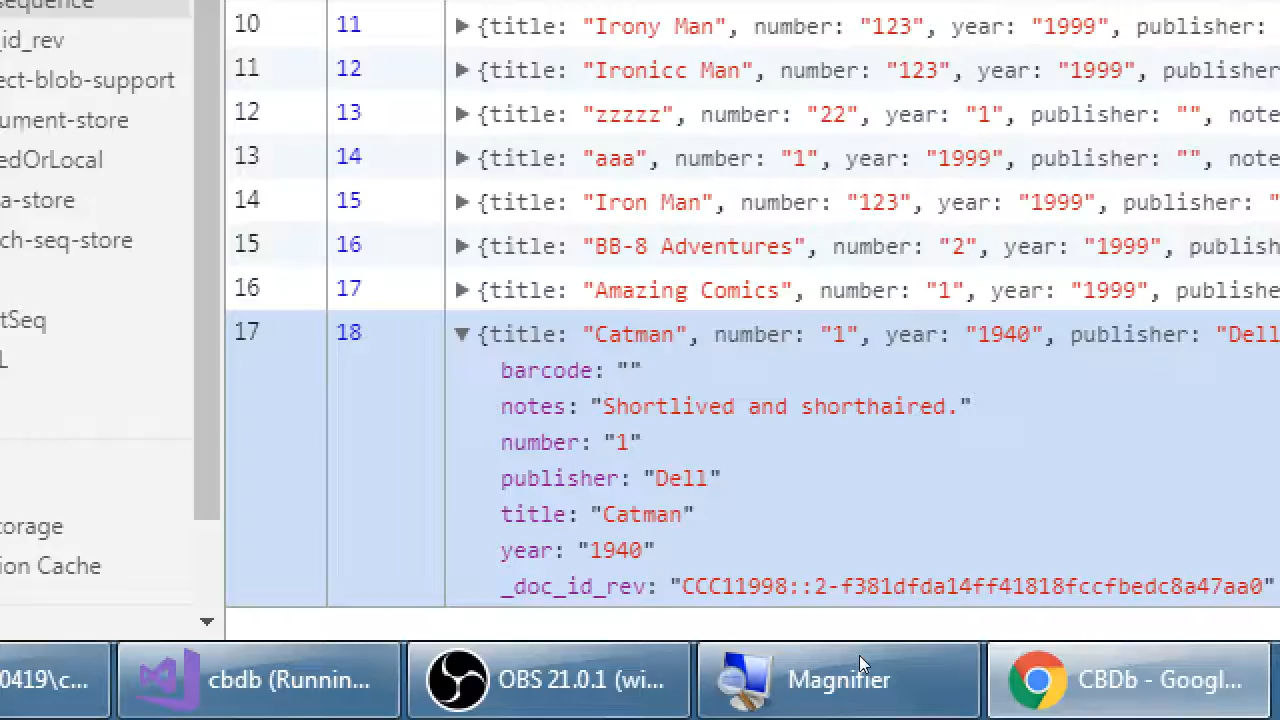 equence
_id_rev
ect-blob-support
ument-store
edOrLocal
a-store
ch-seq-store
tSeq
L
torage
ion Cache
10 11 ▶{title: "Irony Man", number: "123", year: "1999", publisher:
11 12 ▶{title: "Ironicc Man", number: "123", year: "1999", publisher
12 13 ▶{title: "zzzzz", number: "22", year: "1", publisher: "", note
13 14 ▶{title: "aaa", number: "1", year: "1999", publisher: "", note
14 15 ▶{title: "Iron Man", number: "123", year: "1999", publisher: "
15 16 ▶{title: "BB-8 Adventures", number: "2", year: "1999", publish
16 17 ▶{title: "Amazing Comics", number: "1", year: "1999", publishe
17 18 ▼{title: "Catman", number: "1", year: "1940", publisher: "Dell
barcode: ""
notes: "Shortlived and shorthaired."
number: "1"
publisher: "Dell"
title: "Catman"
year: "1940"
_doc_id_rev: "CCC11998::2-f381dfda14ff41818fccfbedc8a47aa0"
0419\c... cbdb (Runnin... OBS 21.0.1 (wi... Magnifier CBDb - Googl...